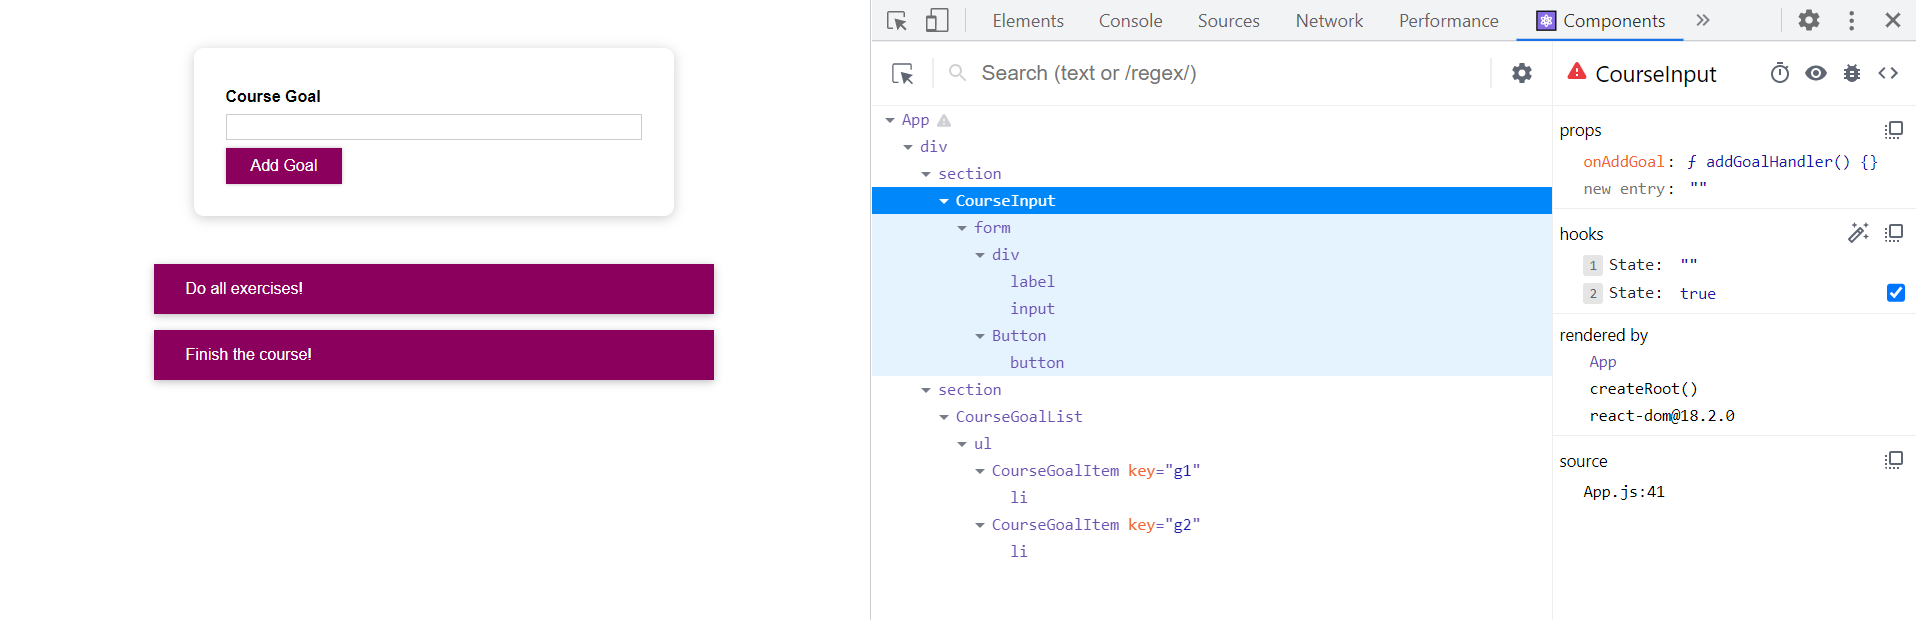 Course Goal
Add Goal
Do all exercises!
Finish the course!
Elements Console Sources Network Performance Components
Search (text or /regex/)
App
div
section
CourseInput
form
div
label
input
Button
button
section
CourseGoalList
ul
CourseGoalItem key="g1"
li
CourseGoalItem key="g2"
li
CourseInput
props
onAddGoal: ƒ addGoalHandler() {}
new entry: ""
hooks
1 State: ""
2 State: true
rendered by
App
createRoot()
react-dom@18.2.0
source
App.js:41